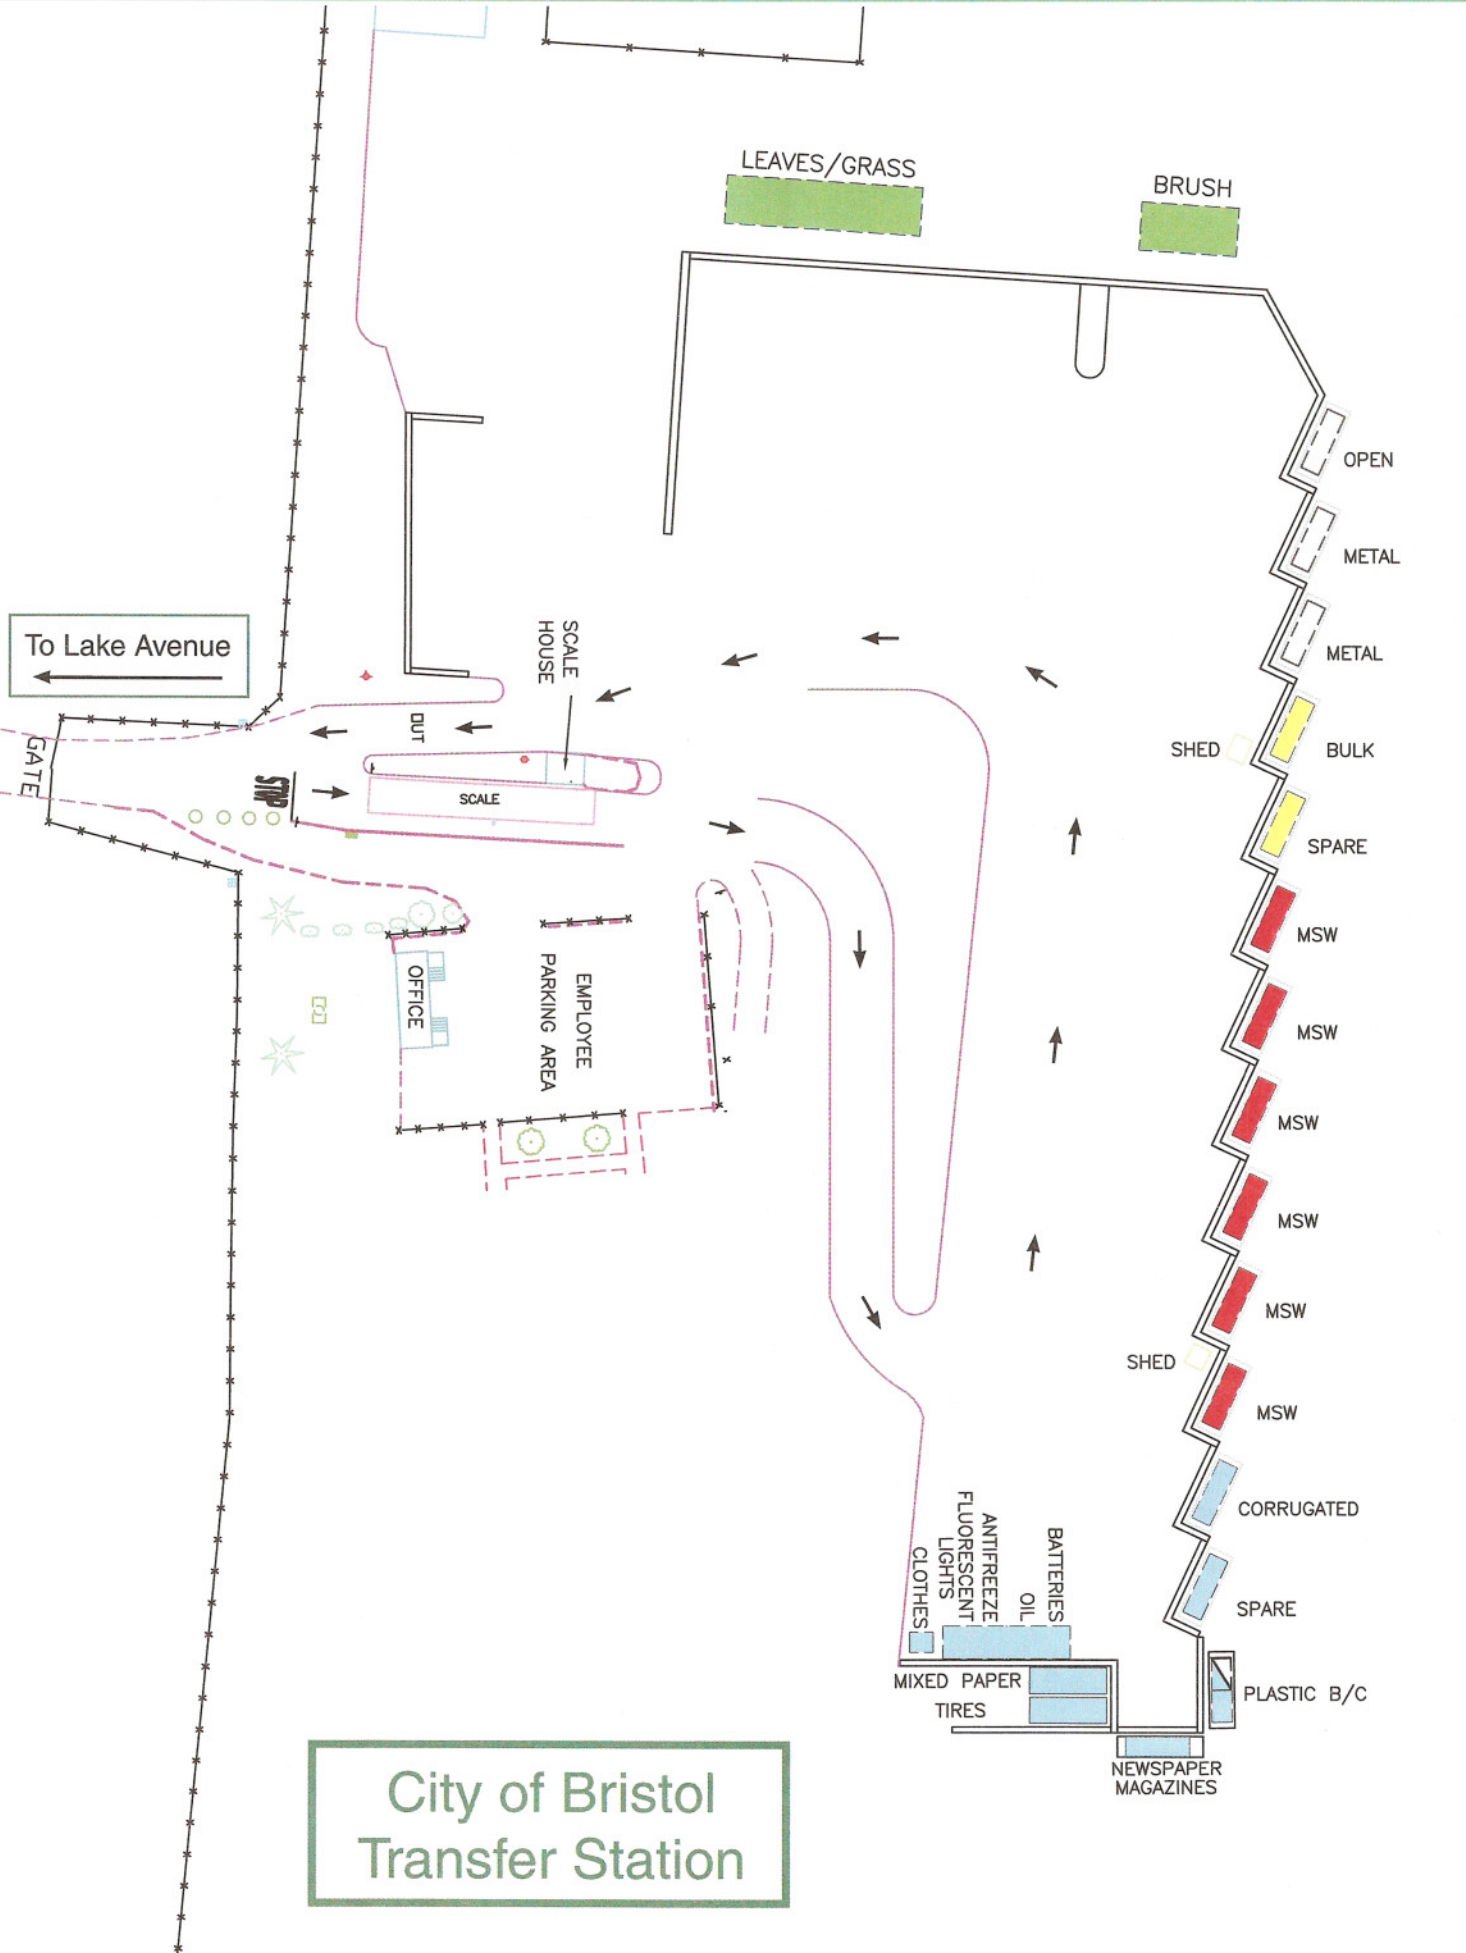 LEAVES/GRASS
BRUSH
OPEN
METAL
METAL
To Lake Avenue
SCALE
HOUSE
OUT
GATE
STOP
SCALE
SHED
BULK
SPARE
MSW
MSW
MSW
MSW
MSW
MSW
OFFICE
EMPLOYEE
PARKING AREA
SHED
CORRUGATED
SPARE
CLOTHES
FLUORESCENT
LIGHTS
ANTIFREEZE
OIL
BATTERIES
MIXED PAPER
TIRES
PLASTIC B/C
NEWSPAPER
MAGAZINES
City of Bristol
Transfer Station